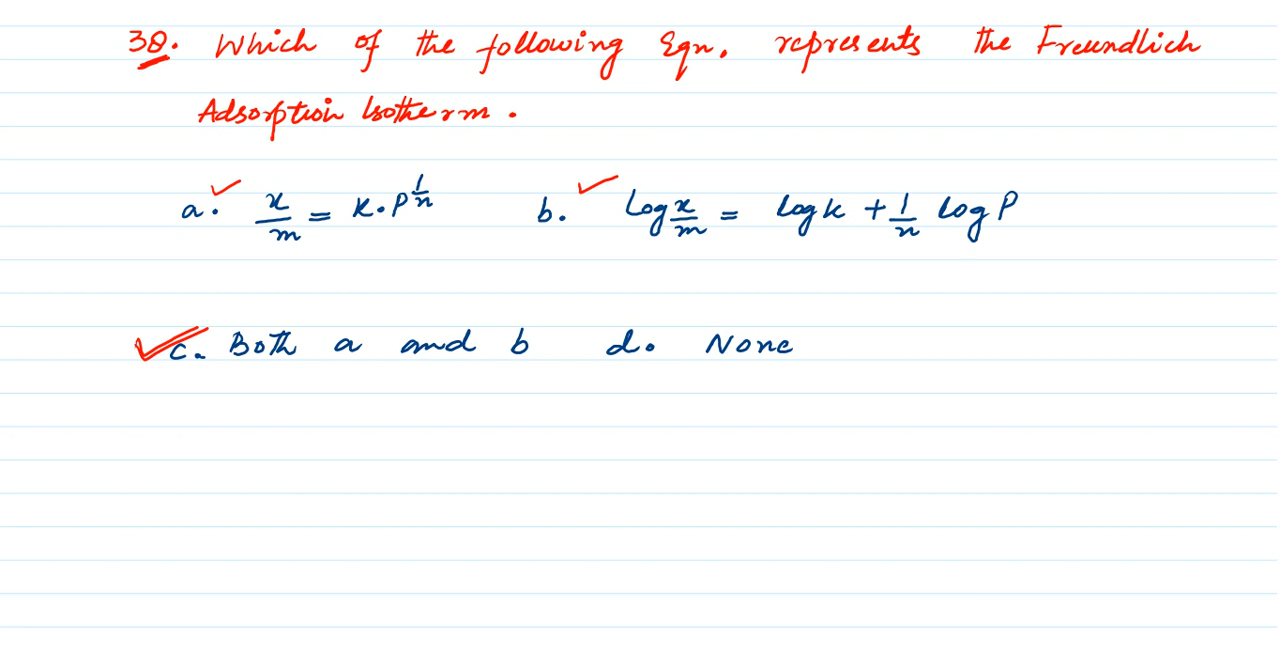 38. Which of the following Eqn. represents the Freundlich
Adsorption Isotherm.
a. x/m = K.P^1/n b. Log x/m = log k + 1/n log P
c. Both a and b d. None